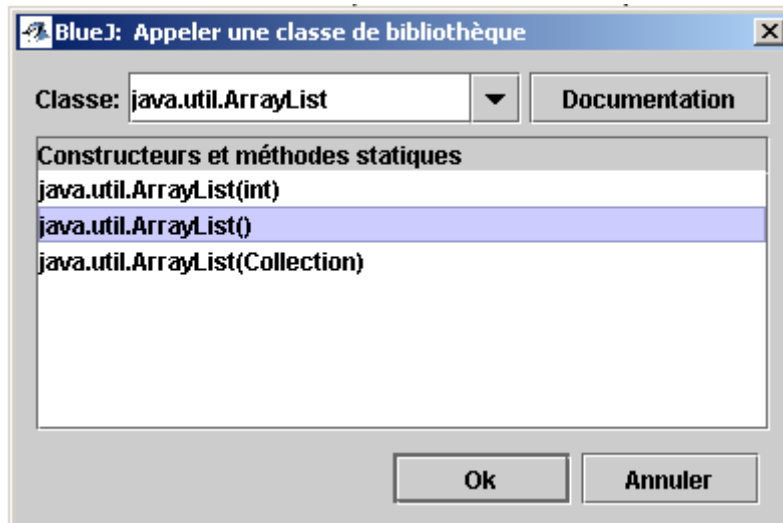 BlueJ: Appeler une classe de bibliothèque
Classe: java.util.ArrayList Documentation
Constructeurs et méthodes statiques
java.util.ArrayList(int)
java.util.ArrayList()
java.util.ArrayList(Collection)
Ok Annuler